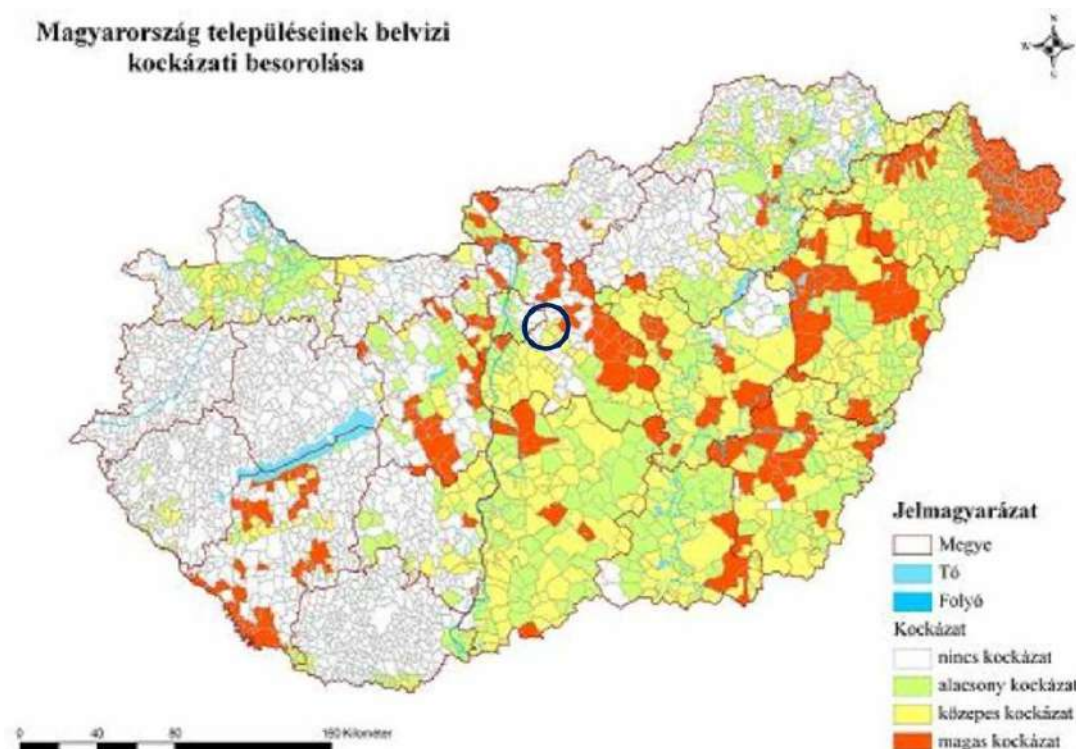 Magyarország településeinek belvizi
kockázati besorolása
N
W
Jelmagyarázat
Megye
Tó
Folyó
Kockázat
nincs kockázat
alacsony kockázat
közepes kockázat
magas kockázat
0 40 80 160 Kilométer